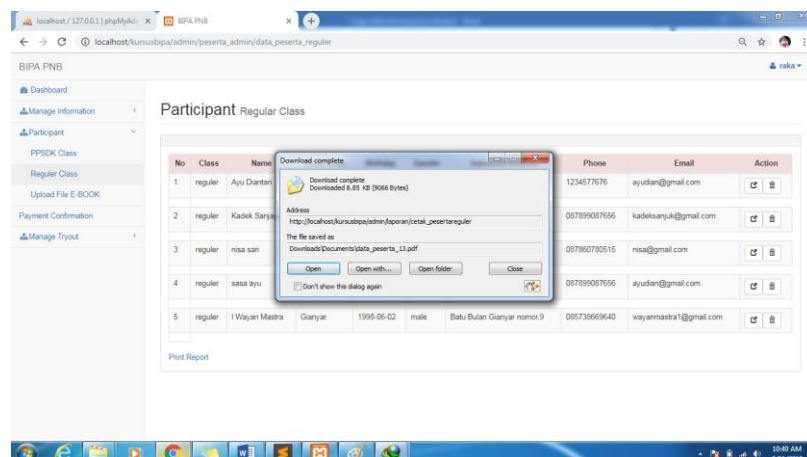 localhost / 127.0.0.1 | phpMyAdm
BIPA PNB
localhost/kursusbipa/admin/peserta_admin/data_peserta_reguler
BIPA PNB
raka
Dashboard
Manage Information
Participant
PPSDK Class
Reguler Class
Upload File E-BOOK
Payment Confirmation
Manage Tryout
Participant Regular Class
No Class Name Phone Email Action
1 reguler Ayu Diantari 1234577676 ayudian@gmail.com
2 reguler Kadek Sanja 087899087656 kadeksanjuk@gmail.com
3 reguler nisa sari 087860780515 nisa@gmail.com
4 reguler sasa ayu 087899087656 ayudian@gmail.com
5 reguler I Wayan Mastra Gianyar 1998-06-02 male Batu Bulan Gianyar nomor.9 085738669640 wayanmastra1@gmail.com
Print Report
Download complete
Download complete
Downloaded 8.85 KB (9066 Bytes)
Address
http://localhost/kursusbipa/admin/laporan/cetak_pesertareguler
The file saved as
Downloads\Documents\data_peserta_13.pdf
Open Open with... Open folder Close
Don't show this dialog again
10:40 AM